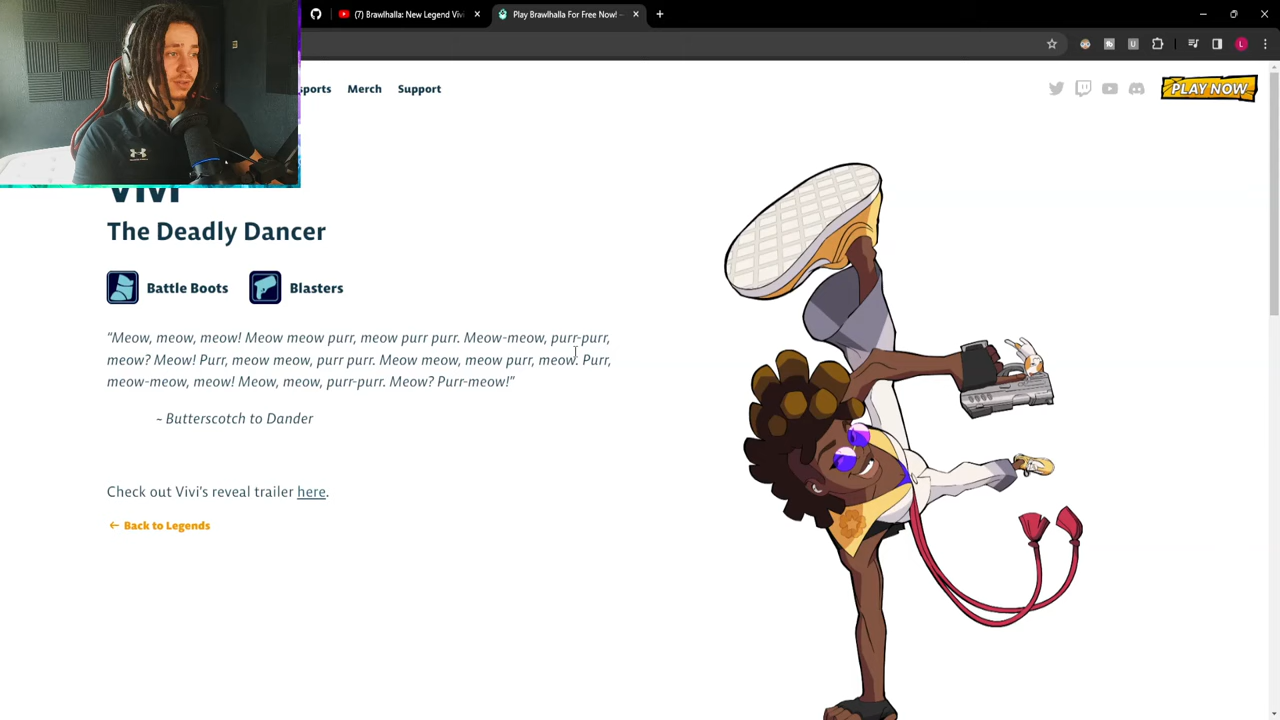 (7) Brawlhalla: New Legend Vivi
Play Brawlhalla For Free Now! –
Merch
Support
PLAY NOW
Vivi
The Deadly Dancer
Battle Boots
Blasters
“Meow, meow, meow! Meow meow purr, meow purr purr. Meow-meow, purr-purr,
meow? Meow! Purr, meow meow, purr purr. Meow meow, meow purr, meow. Purr,
meow-meow, meow! Meow, meow, purr-purr. Meow? Purr-meow!”
~ Butterscotch to Dander
Check out Vivi's reveal trailer here.
← Back to Legends